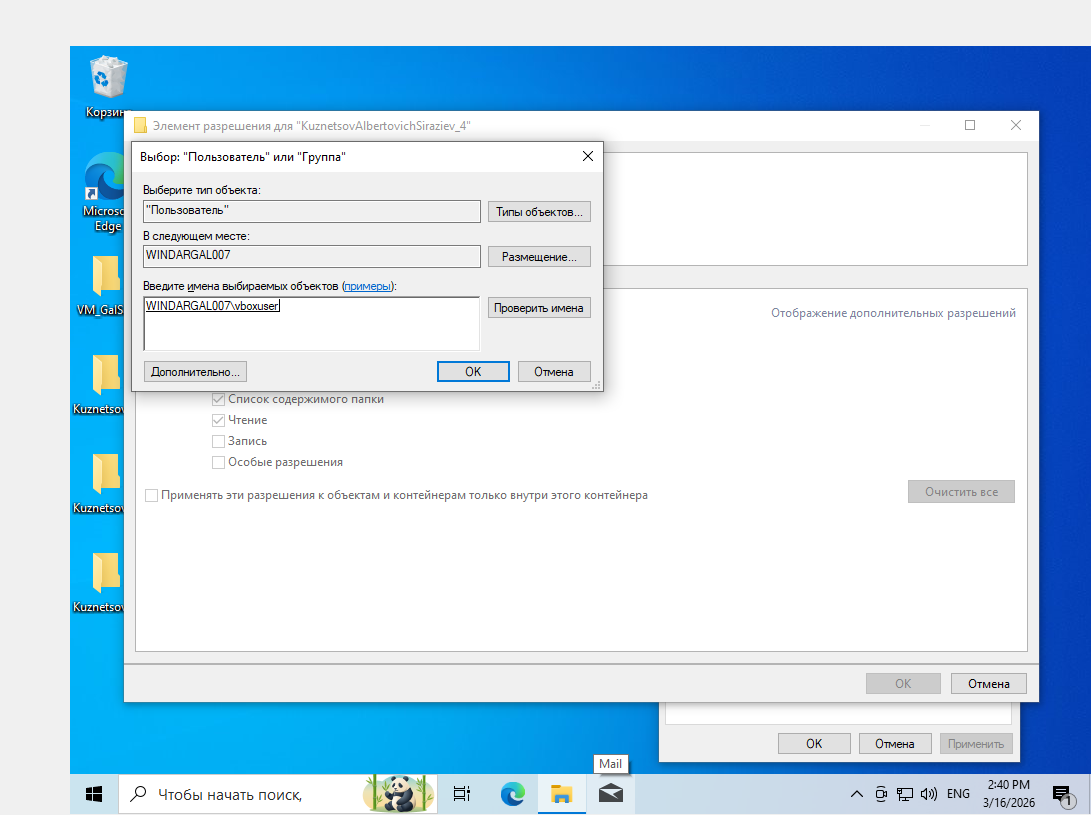 Корзина
Элемент разрешения для "KuznetsovAlbertovichSiraziev_4"
Выбор: "Пользователь" или "Группа"
Выберите тип объекта:
"Пользователь"
Типы объектов...
В следующем месте:
WINDARGAL007
Размещение...
Введите имена выбираемых объектов (примеры):
WINDARGAL007\vboxuser
Проверить имена
Дополнительно...
ОК
Отмена
Отображение дополнительных разрешений
Список содержимого папки
Чтение
Запись
Особые разрешения
Применять эти разрешения к объектам и контейнерам только внутри этого контейнера
Очистить все
ОК
Отмена
ОК
Отмена
Применить
Microso
Edge
VM_GalS
Kuznetsov
Kuznetsov
Kuznetsov
Mail
Чтобы начать поиск,
ENG
2:40 PM
3/16/2026
1